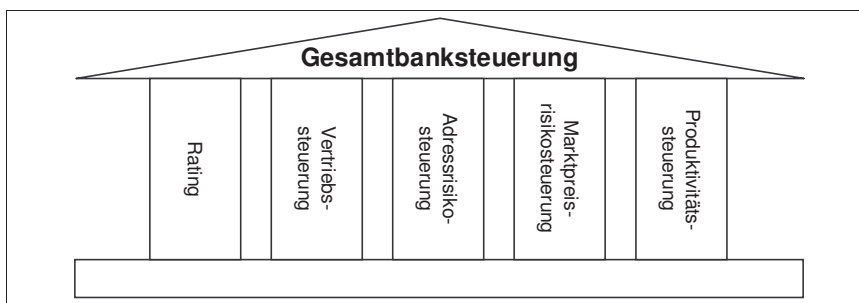 Gesamtbanksteuerung
Rating
Vertriebs-
steuerung
Adressrisiko-
steuerung
Marktpreis-
risikosteuerung
Produktivitäts-
steuerung